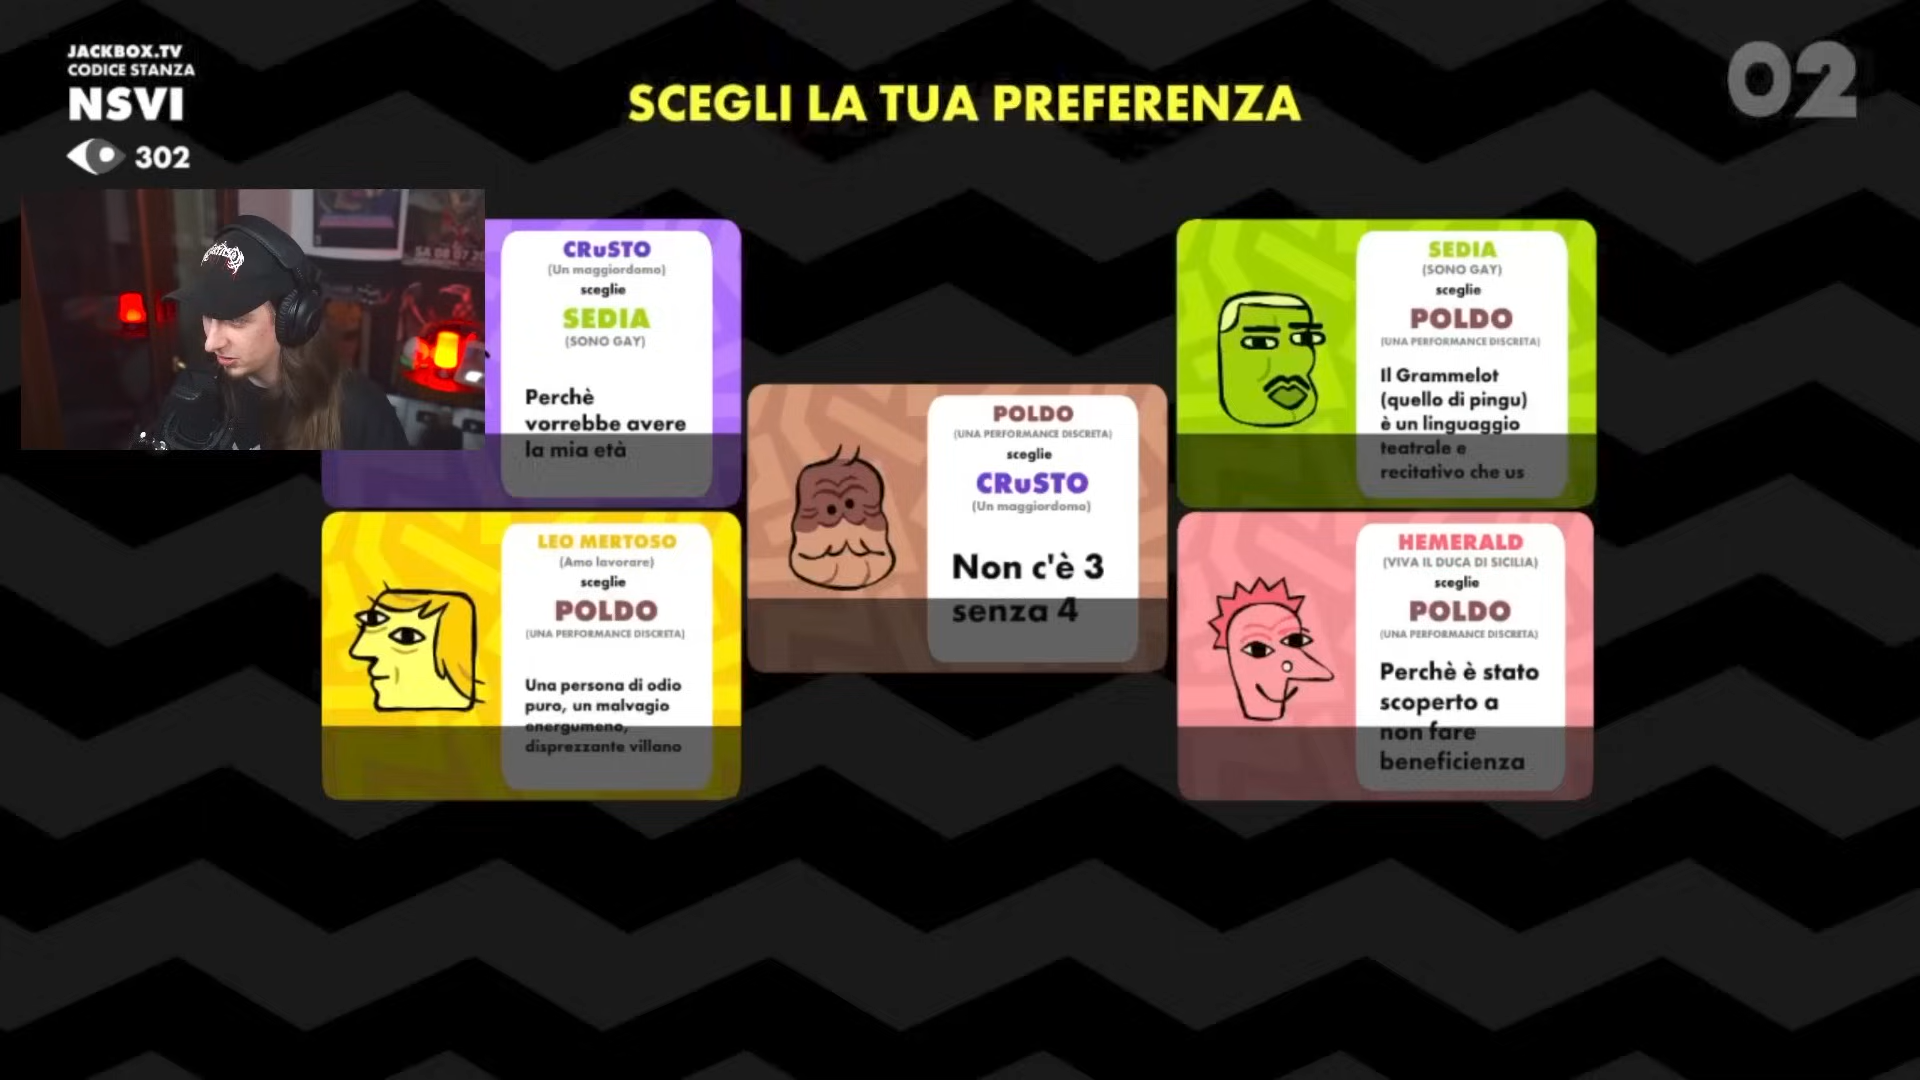 JACKBOX.TV
CODICE STANZA
NSVI
302
SCEGLI LA TUA PREFERENZA
02
CRuSTO
(Un maggiordomo)
sceglie
SEDIA
(SONO GAY)
Perchè
vorrebbe avere
la mia età
LEO MERTOSO
(Amo lavorare)
sceglie
POLDO
(UNA PERFORMANCE DISCRETA)
Una persona di odio
puro, un malvagio
energumeno,
disprezzante villano
POLDO
(UNA PERFORMANCE DISCRETA)
sceglie
CRuSTO
(Un maggiordomo)
Non c'è 3
senza 4
SEDIA
(SONO GAY)
sceglie
POLDO
(UNA PERFORMANCE DISCRETA)
Il Grammelot
(quello di pingu)
è un linguaggio
teatrale e
recitativo che us
HEMERALD
(VIVA IL DUCA DI SICILIA)
sceglie
POLDO
(UNA PERFORMANCE DISCRETA)
Perchè è stato
scoperto a
non fare
beneficienza